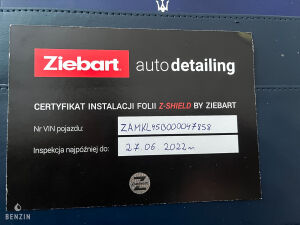 Ziebart autodetailing
CERTYFIKAT INSTALACJI FOLII Z-SHIELD BY ZIEBART
Nr VIN pojazdu: ZAMKL45B000047858
Inspekcja najpóźniej do: 27.06.2022r.
BENZIN